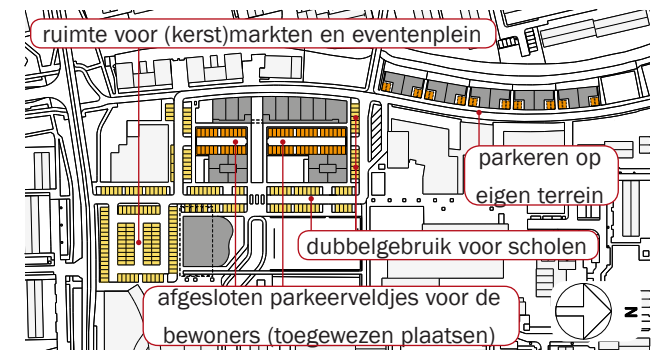 ruimte voor (kerst)markten en eventenplein
parkeren op
eigen terrein
dubbelgebruik voor scholen
afgesloten parkeerveldjes voor de
bewoners (toegewezen plaatsen)
N